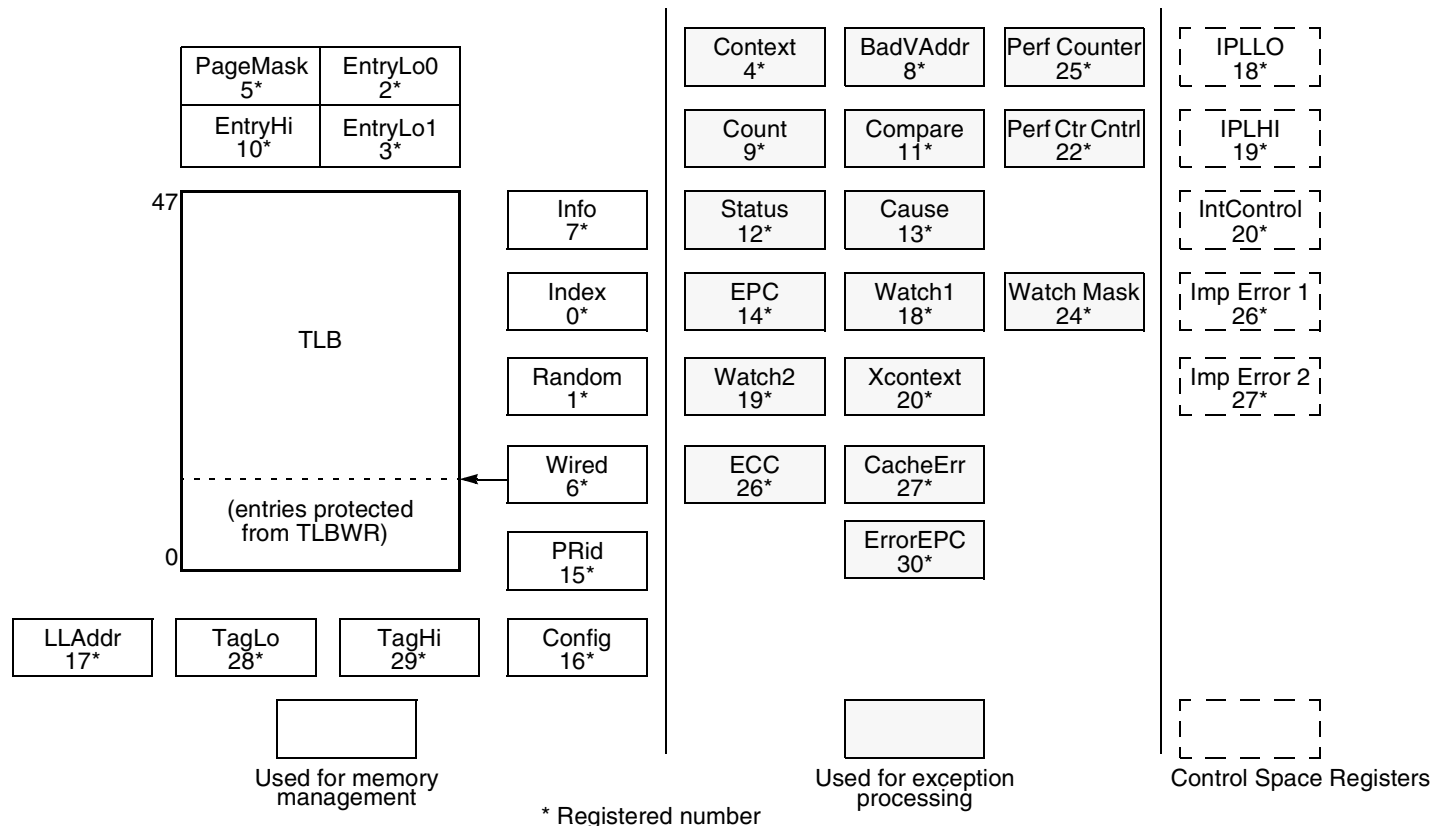 PageMask
5*
EntryLo0
2*
EntryHi
10*
EntryLo1
3*
47
TLB
(entries protected
from TLBWR)
0
Info
7*
Index
0*
Random
1*
Wired
6*
PRid
15*
LLAddr
17*
TagLo
28*
TagHi
29*
Config
16*
Used for memory
management
Context
4*
BadVAddr
8*
Perf Counter
25*
Count
9*
Compare
11*
Perf Ctr Cntrl
22*
Status
12*
Cause
13*
EPC
14*
Watch1
18*
Watch Mask
24*
Watch2
19*
Xcontext
20*
ECC
26*
CacheErr
27*
ErrorEPC
30*
Used for exception
processing
IPLLO
18*
IPLHI
19*
IntControl
20*
Imp Error 1
26*
Imp Error 2
27*
Control Space Registers
* Registered number